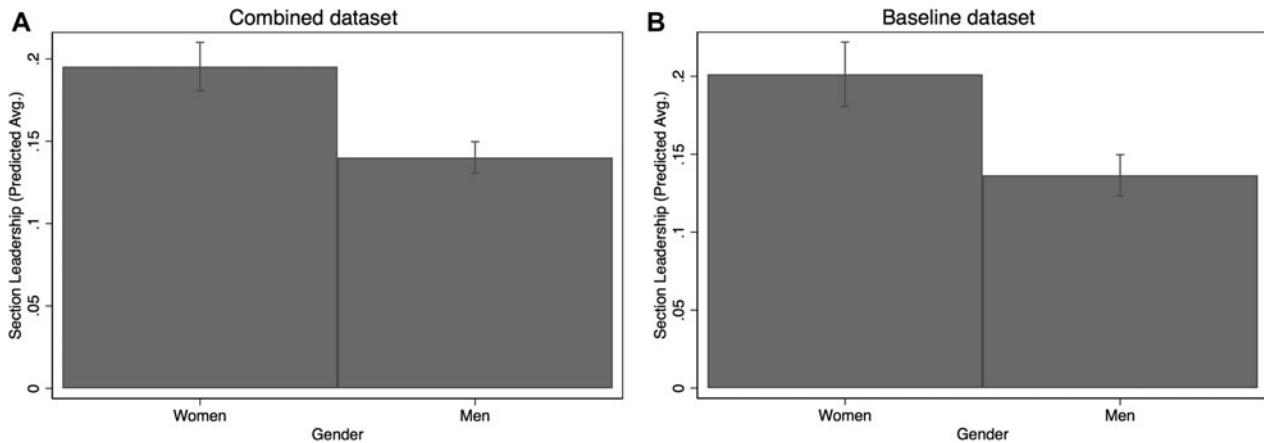 A
Combined dataset
Section Leadership (Predicted Avg.)
.2
.15
.1
.05
0
Women
Men
Gender
B
Baseline dataset
Section Leadership (Predicted Avg.)
.2
.15
.1
.05
0
Women
Men
Gender